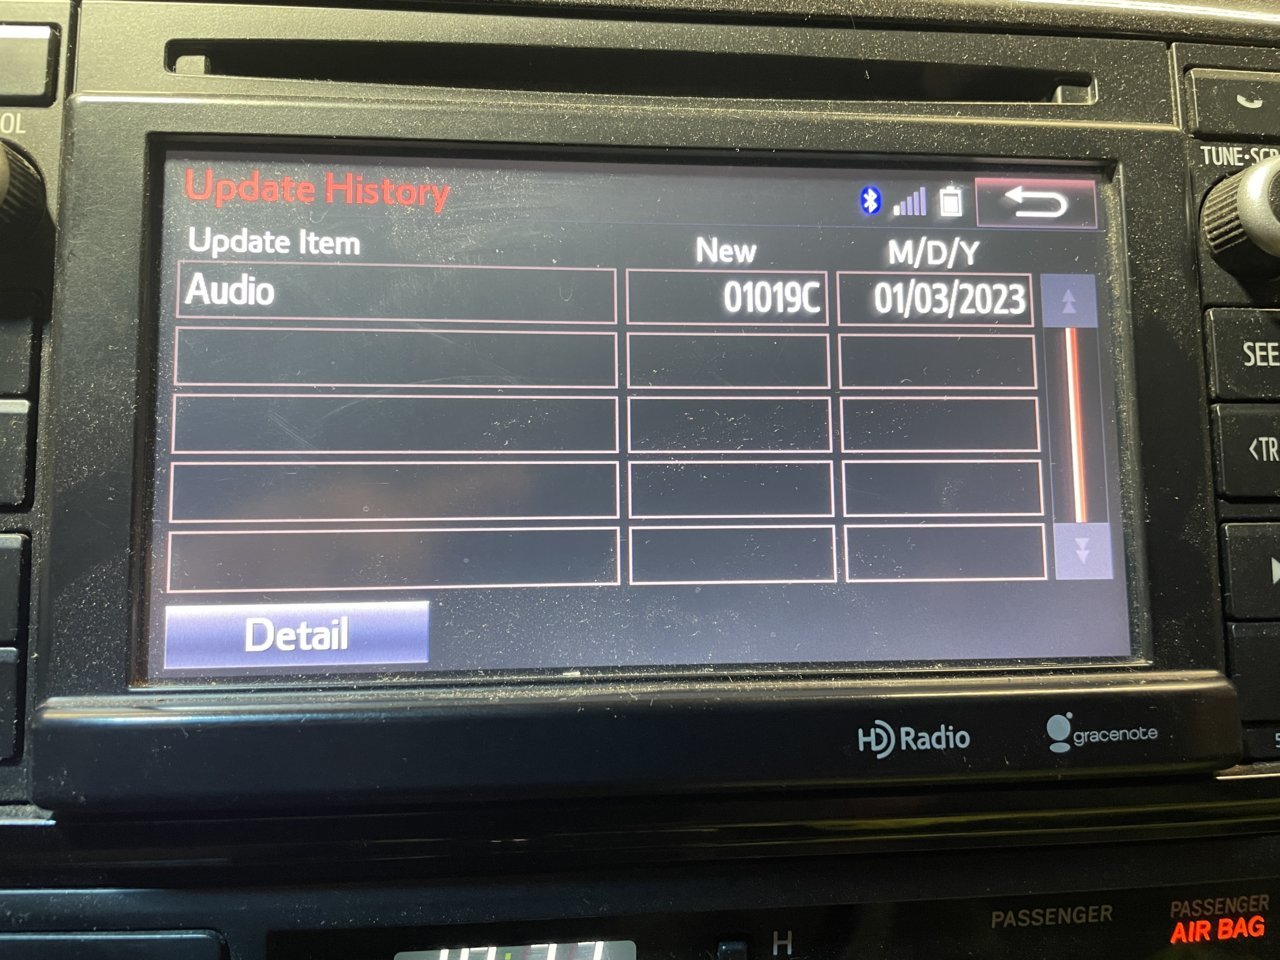 OL
TUNE•SCR
Update History
Update Item New M/D/Y
Audio 01019C 01/03/2023
SEE
<TR
Detail
HD Radio gracenote
PASSENGER
PASSENGER
AIR BAG
H